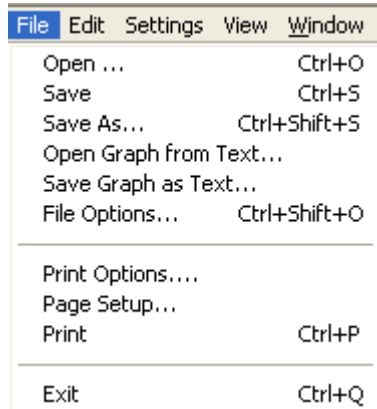 File Edit Settings View Window
Open ... Ctrl+O
Save Ctrl+S
Save As... Ctrl+Shift+S
Open Graph from Text...
Save Graph as Text...
File Options... Ctrl+Shift+O
Print Options....
Page Setup...
Print Ctrl+P
Exit Ctrl+Q